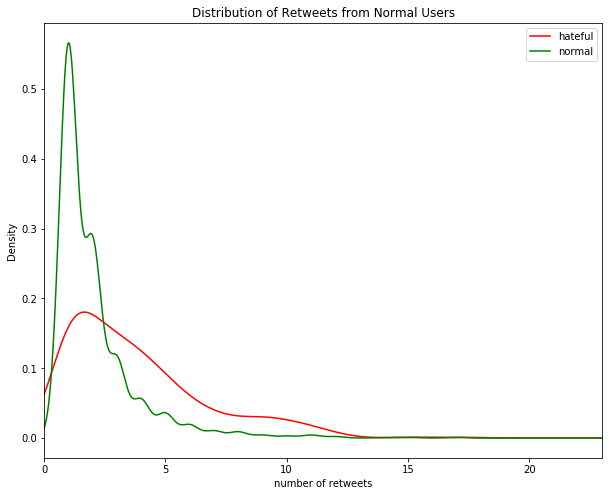 Distribution of Retweets from Normal Users
hateful
normal
Density
0.5
0.4
0.3
0.2
0.1
0.0
0 5 10 15 20
number of retweets